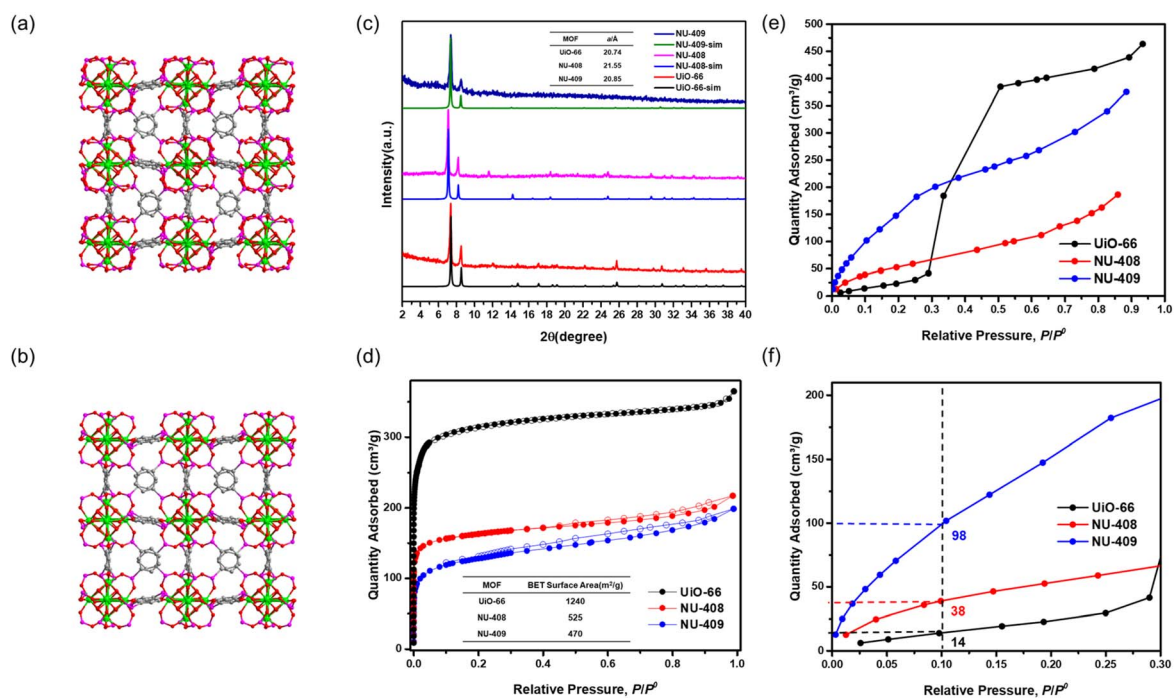 (a)
(b)
(c)
MOF a/Å
UiO-66 20.74
NU-408 21.55
NU-409 20.85
NU-409
NU-409-sim
NU-408
NU-408-sim
UiO-66
UiO-66-sim
Intensity(a.u.)
2 4 6 8 10 12 14 16 18 20 22 24 26 28 30 32 34 36 38 40
2θ(degree)
(d)
Quantity Adsorbed (cm³/g)
300
200
100
0
MOF BET Surface Area(m²/g)
UiO-66 1240
NU-408 525
NU-409 470
UiO-66
NU-408
NU-409
0.0 0.2 0.4 0.6 0.8 1.0
Relative Pressure, P/P⁰
(e)
Quantity Adsorbed (cm³/g)
500
450
400
350
300
250
200
150
100
50
0
UiO-66
NU-408
NU-409
0.0 0.1 0.2 0.3 0.4 0.5 0.6 0.7 0.8 0.9 1.0
Relative Pressure, P/P⁰
(f)
Quantity Adsorbed (cm³/g)
200
150
100
50
0
98
38
14
UiO-66
NU-408
NU-409
0.00 0.05 0.10 0.15 0.20 0.25 0.30
Relative Pressure, P/P⁰